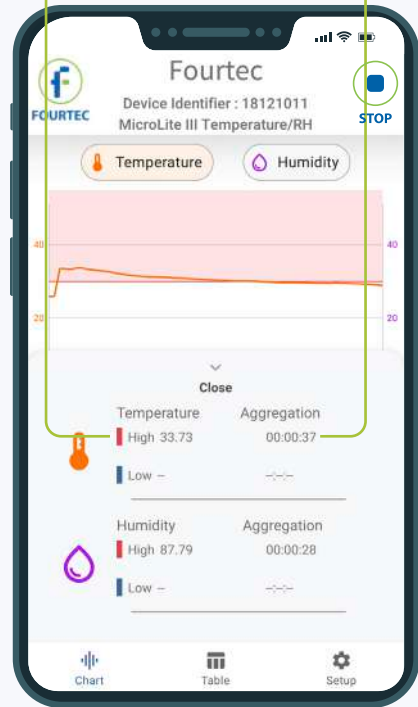 Fourtec
FOURTEC
Device Identifier : 18121011
MicroLite III Temperature/RH
STOP
Temperature
Humidity
40
40
20
20
Close
Temperature Aggregation
High 33.73 00:00:37
Low – --:--:--
Humidity Aggregation
High 87.79 00:00:28
Low – --:--:--
Chart Table Setup